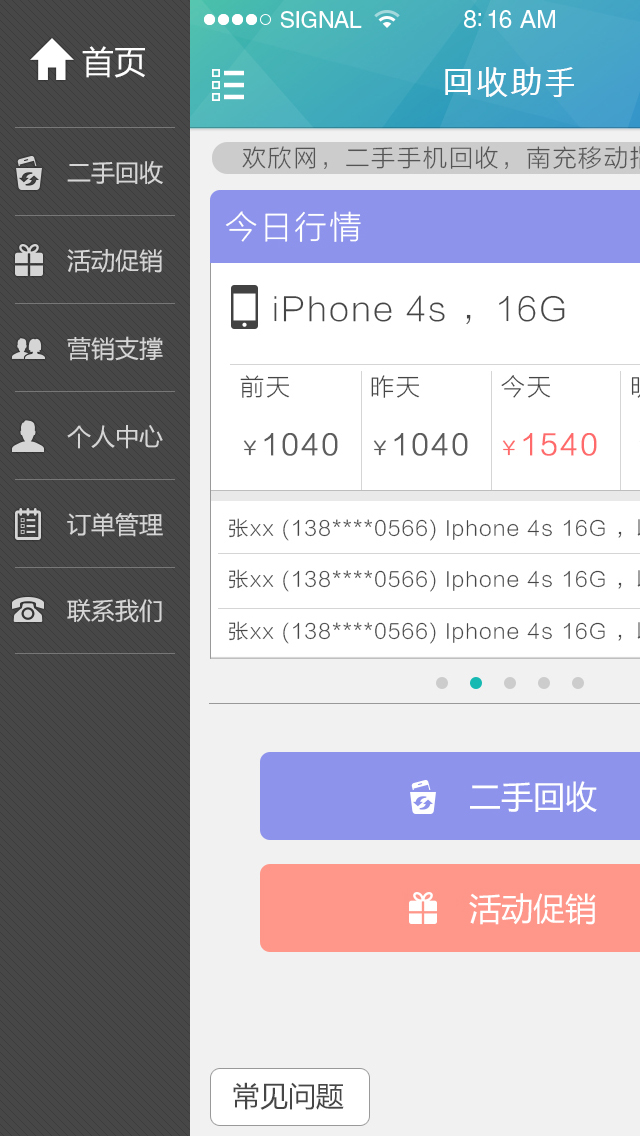 SIGNAL 8:16 AM
首页
回收助手
二手回收
活动促销
营销支撑
个人中心
订单管理
联系我们
欢欣网，二手手机回收，南充移动
今日行情
iPhone 4s ，16G
前天 昨天 今天
￥1040 ￥1040 ￥1540
张xx (138****0566) Iphone 4s 16G ，
张xx (138****0566) Iphone 4s 16G ，
张xx (138****0566) Iphone 4s 16G ，
二手回收
活动促销
常见问题